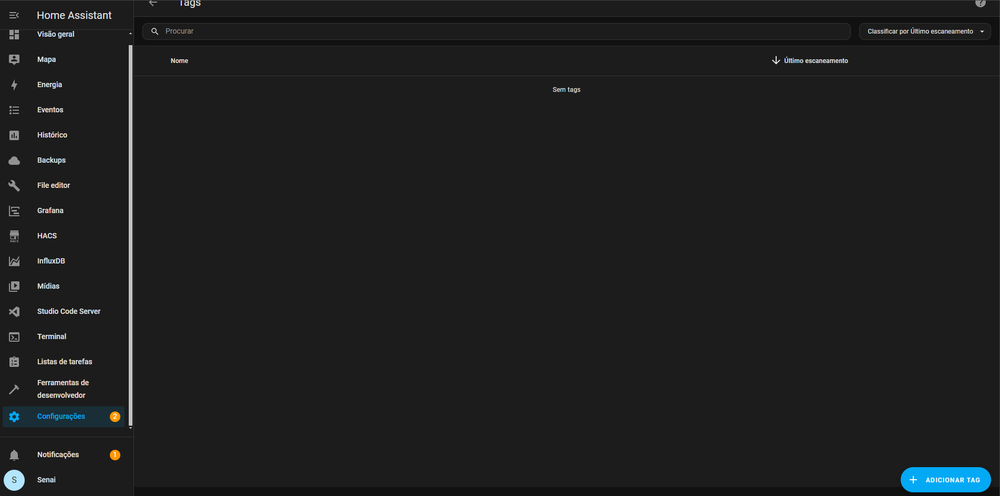 Home Assistant
Visão geral
Mapa
Energia
Eventos
Histórico
Backups
File editor
Grafana
HACS
HACS
InfluxDB
Mídias
Studio Code Server
Terminal
Listas de tarefas
Ferramentas de
desenvolvedor
Configurações 2
Notificações 1
S Senai
Tags
Procurar
Classificar por Último escaneamento
Nome
Último escaneamento
Sem tags
ADICIONAR TAG